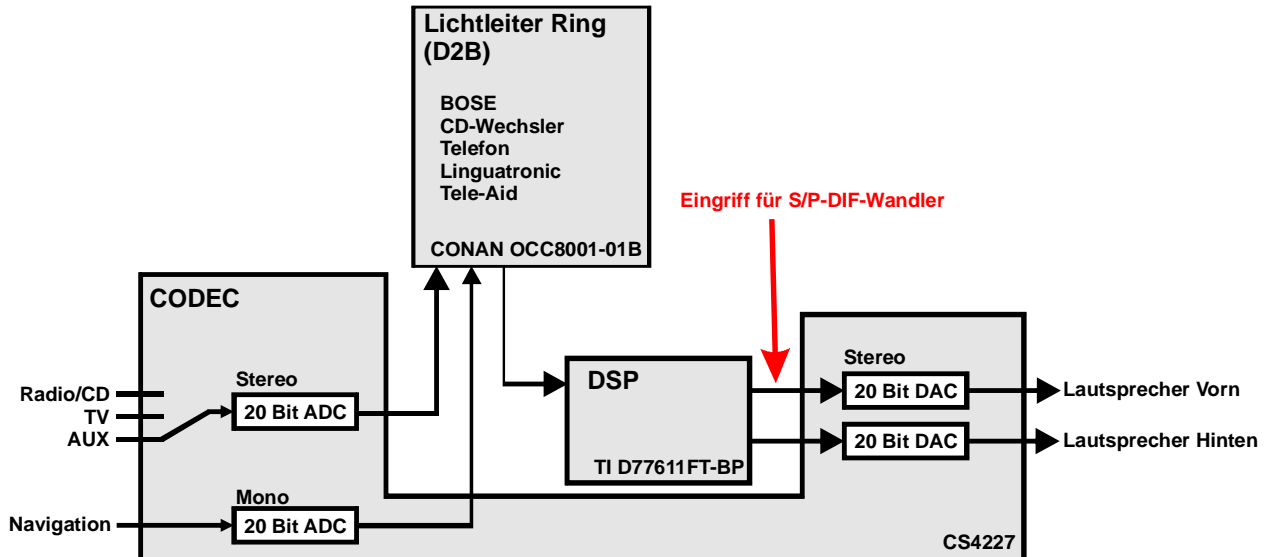 Lichtleiter Ring
(D2B)
BOSE
CD-Wechsler
Telefon
Linguatronic
Tele-Aid
CONAN OCC8001-01B
Eingriff für S/P-DIF-Wandler
CODEC
Radio/CD
TV
AUX
Stereo
20 Bit ADC
Navigation
Mono
20 Bit ADC
DSP
TI D77611FT-BP
Stereo
20 Bit DAC
Lautsprecher Vorn
20 Bit DAC
Lautsprecher Hinten
CS4227